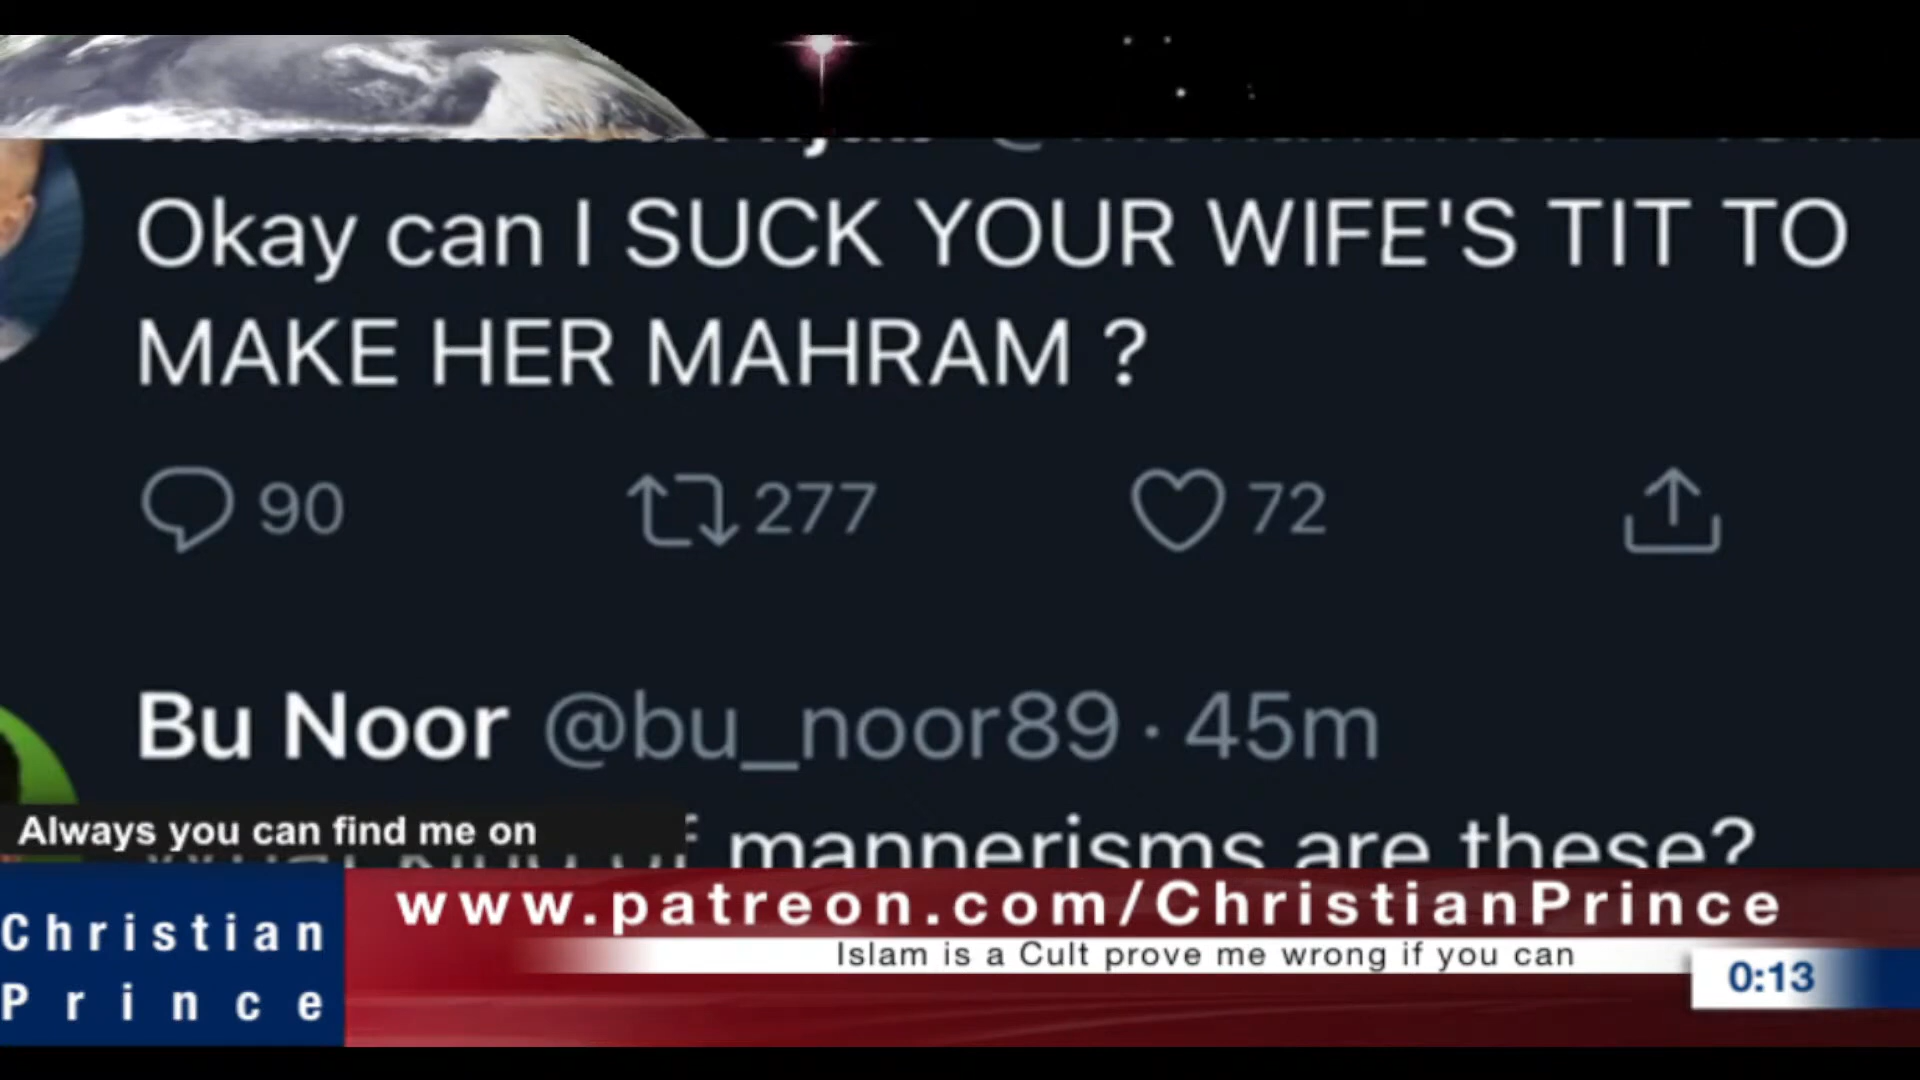 Okay can I SUCK YOUR WIFE'S TIT TO
MAKE HER MAHRAM ?
90 277 72
Bu Noor @bu_noor89 · 45m
mannerisms are these?
Always you can find me on
Christian
Prince
www.patreon.com/ChristianPrince
Islam is a Cult prove me wrong if you can
0:13